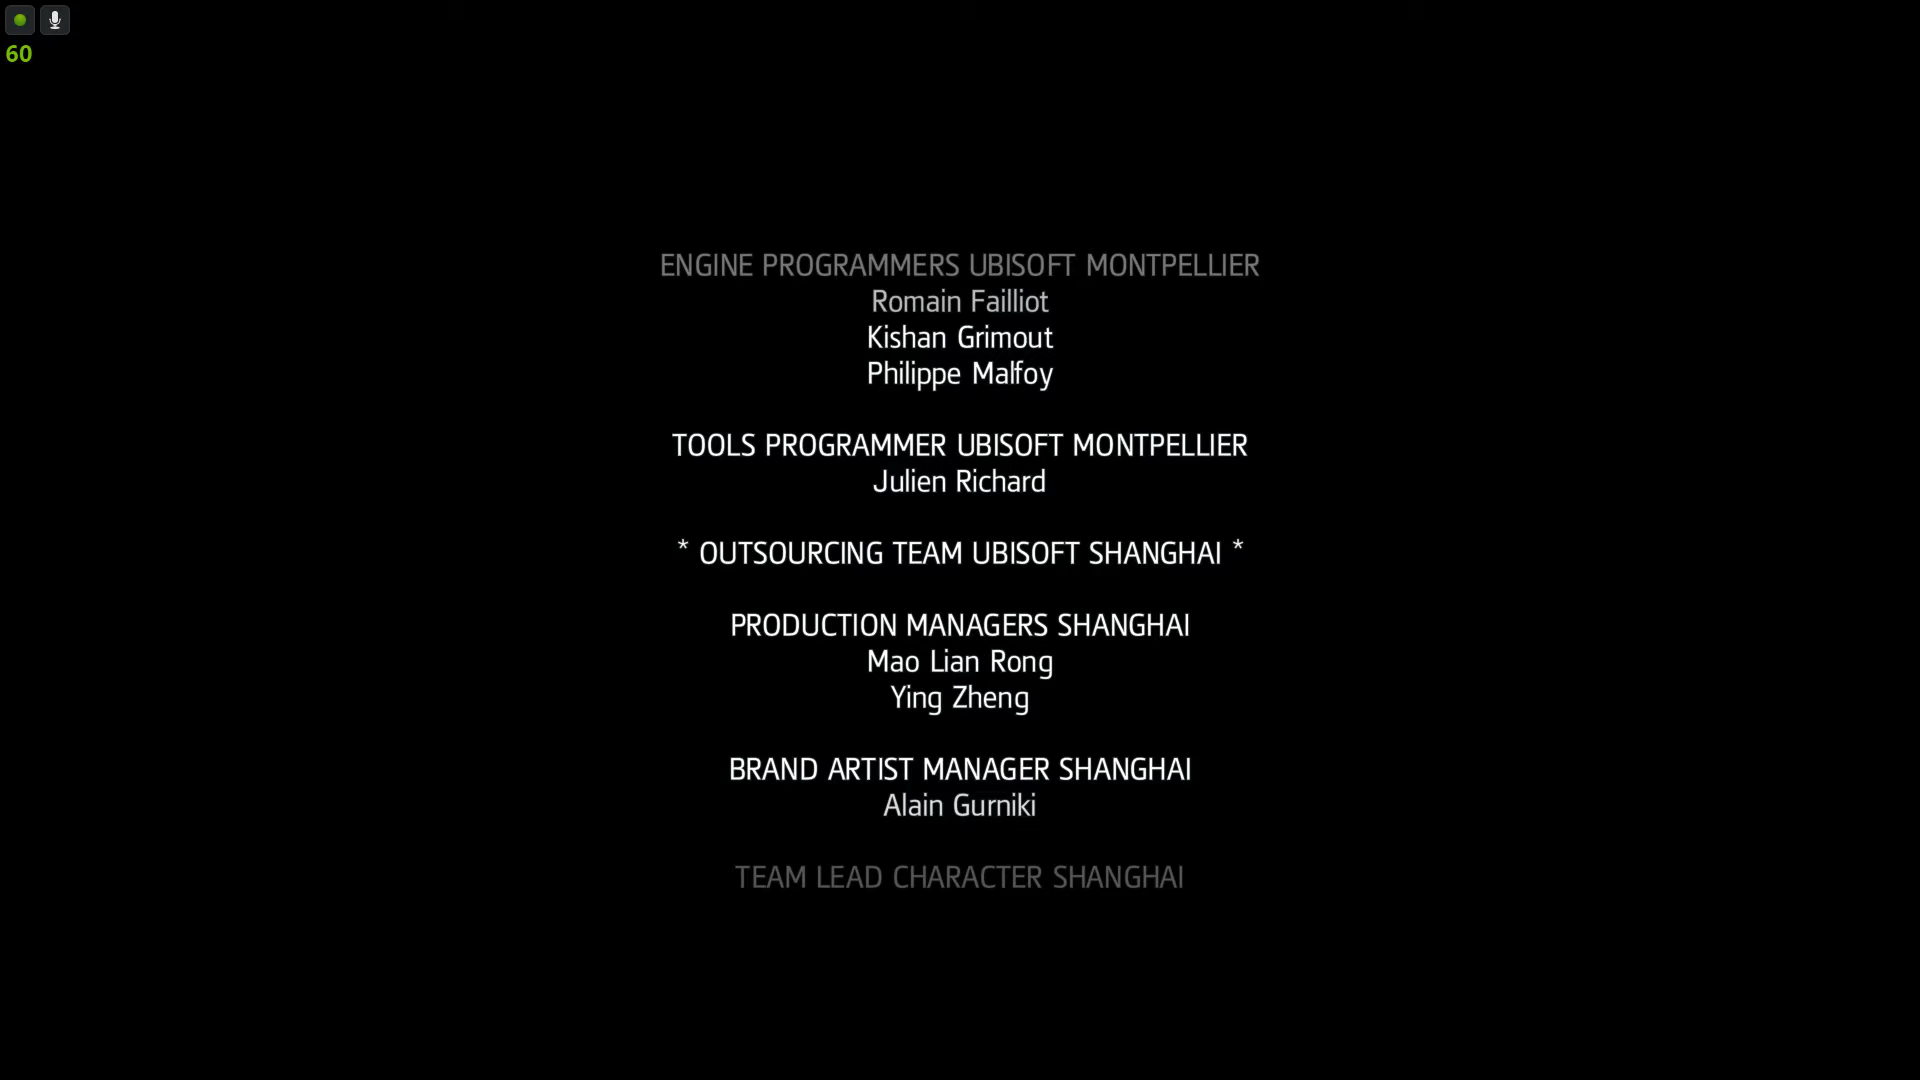 60
ENGINE PROGRAMMERS UBISOFT MONTPELLIER
Romain Failliot
Kishan Grimout
Philippe Malfoy
TOOLS PROGRAMMER UBISOFT MONTPELLIER
Julien Richard
* OUTSOURCING TEAM UBISOFT SHANGHAI *
PRODUCTION MANAGERS SHANGHAI
Mao Lian Rong
Ying Zheng
BRAND ARTIST MANAGER SHANGHAI
Alain Gurniki
TEAM LEAD CHARACTER SHANGHAI